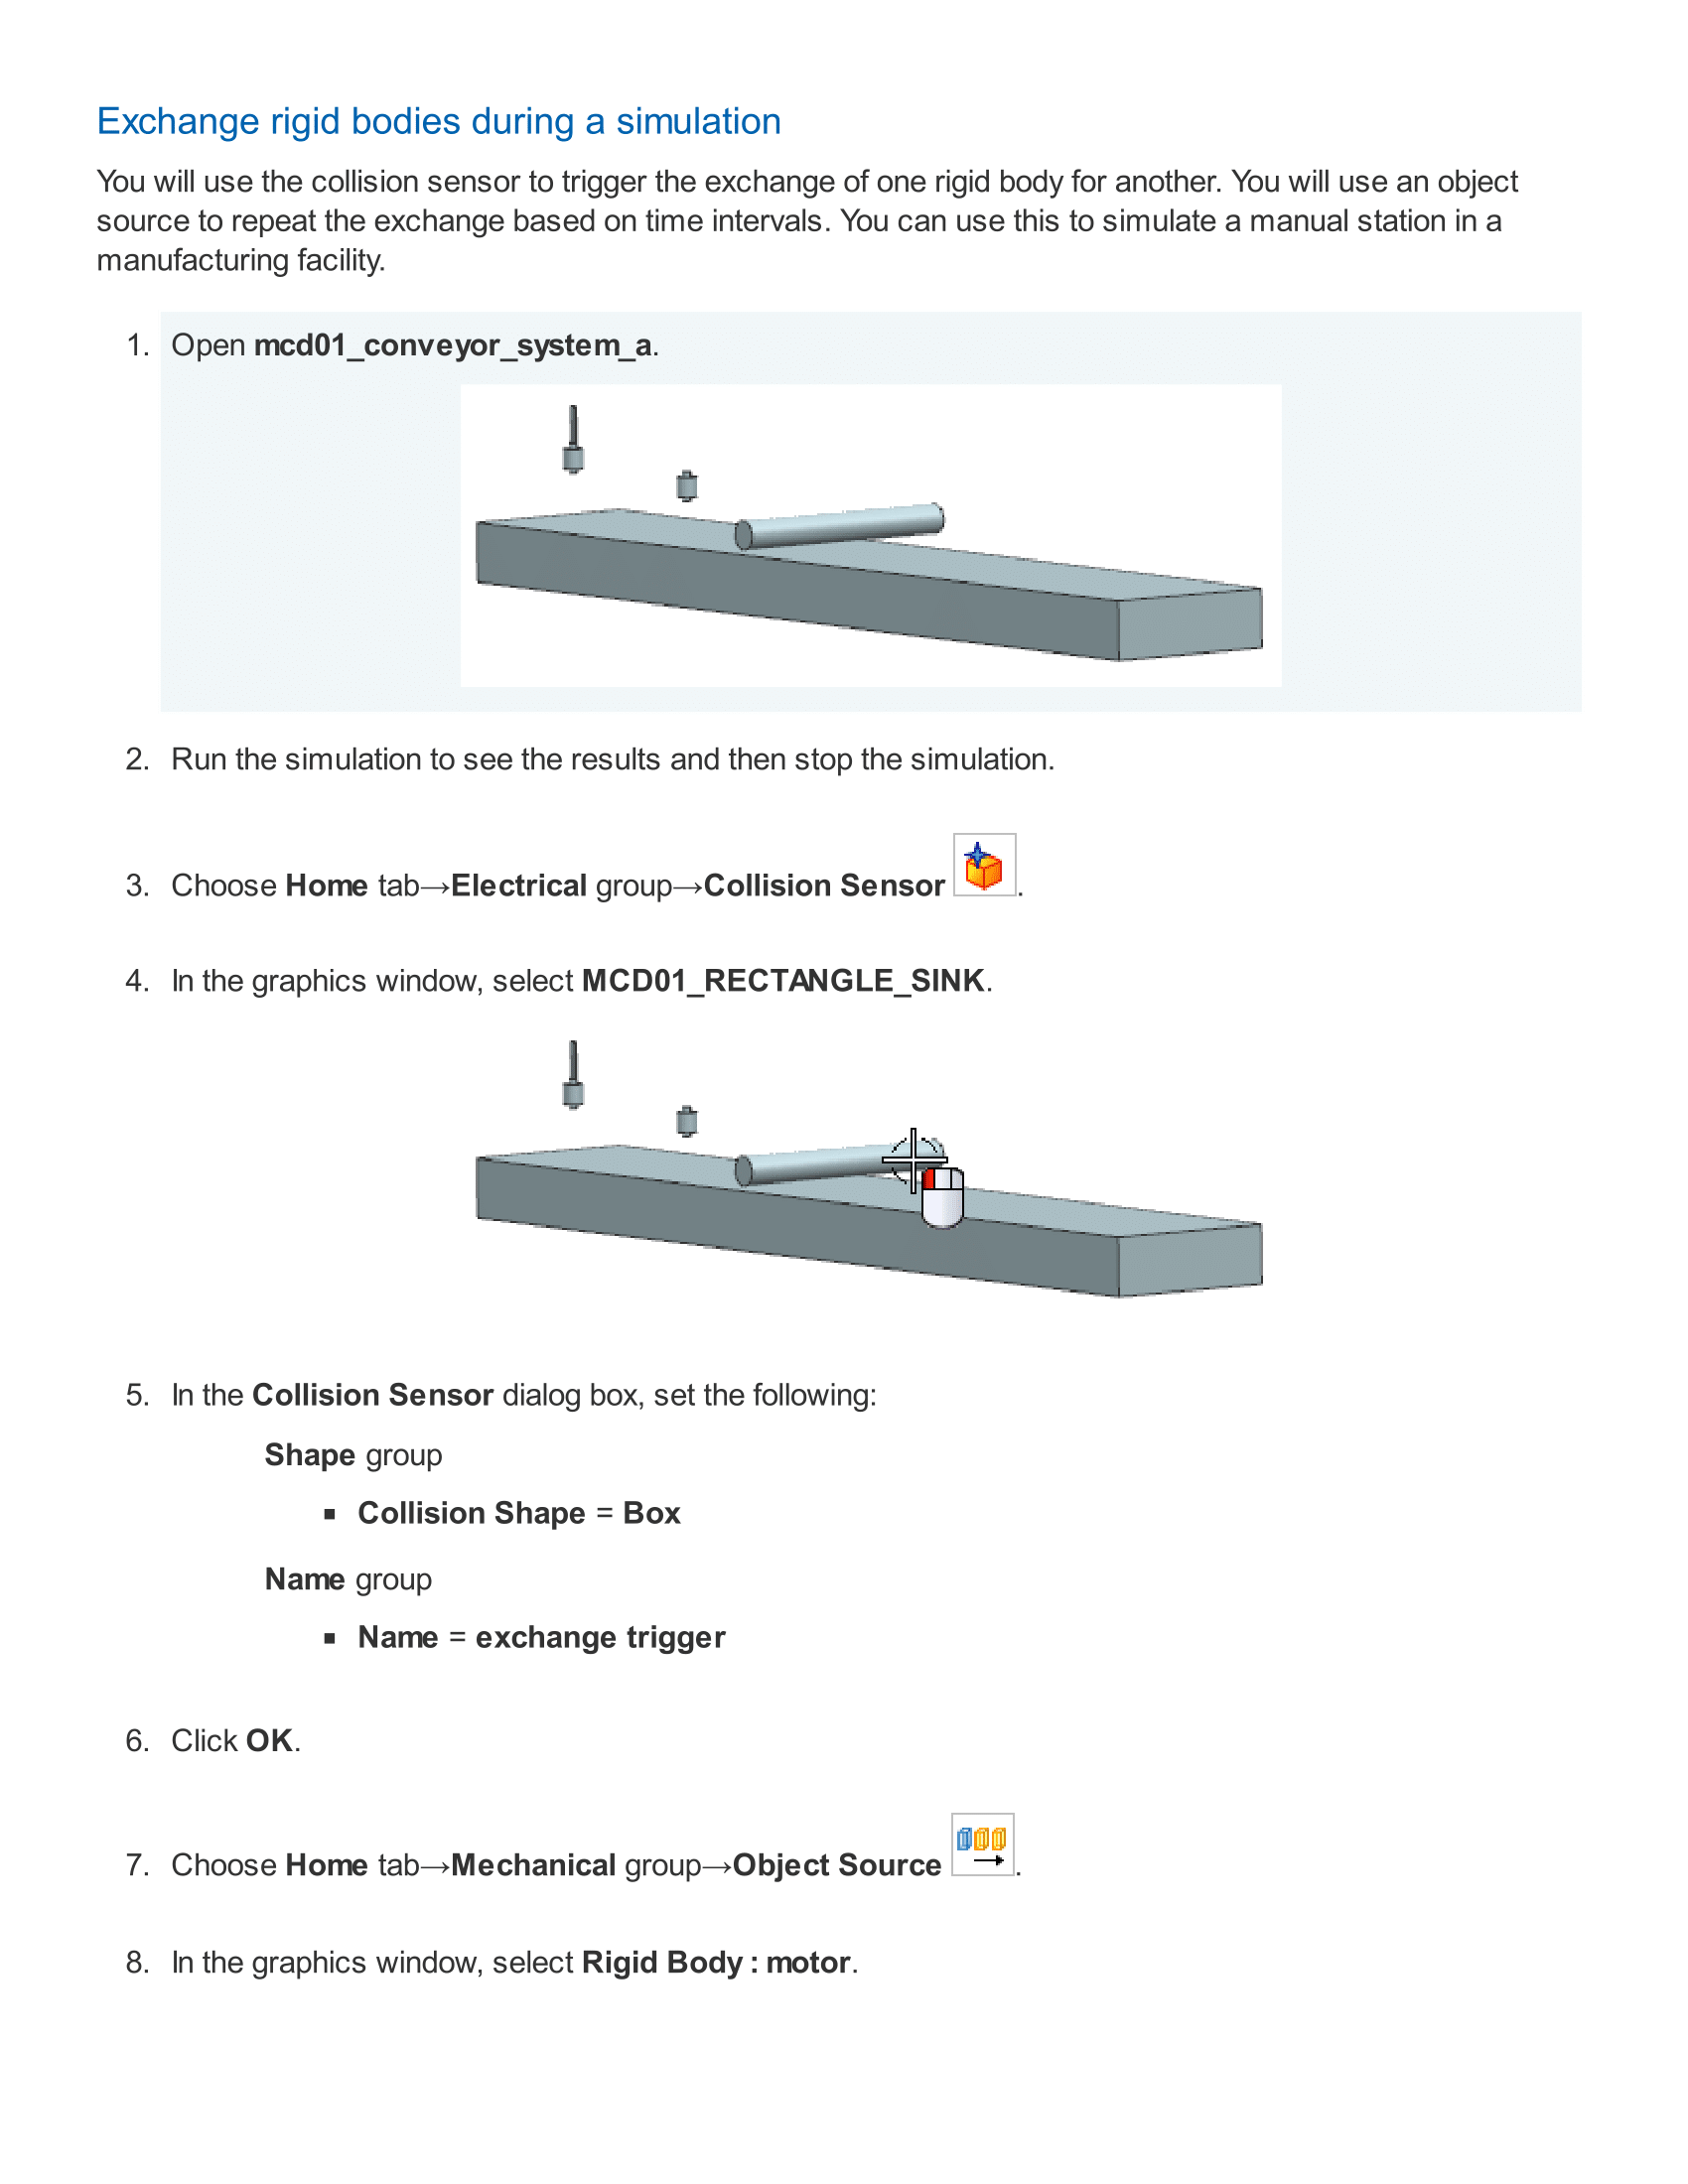 Exchange rigid bodies during a simulation
You will use the collision sensor to trigger the exchange of one rigid body for another. You will use an object
source to repeat the exchange based on time intervals. You can use this to simulate a manual station in a
manufacturing facility.
1. Open mcd01_conveyor_system_a.
2. Run the simulation to see the results and then stop the simulation.
3. Choose Home tab→Electrical group→Collision Sensor .
4. In the graphics window, select MCD01_RECTANGLE_SINK.
5. In the Collision Sensor dialog box, set the following:
Shape group
▪ Collision Shape = Box
Name group
▪ Name = exchange trigger
6. Click OK.
7. Choose Home tab→Mechanical group→Object Source .
8. In the graphics window, select Rigid Body : motor.